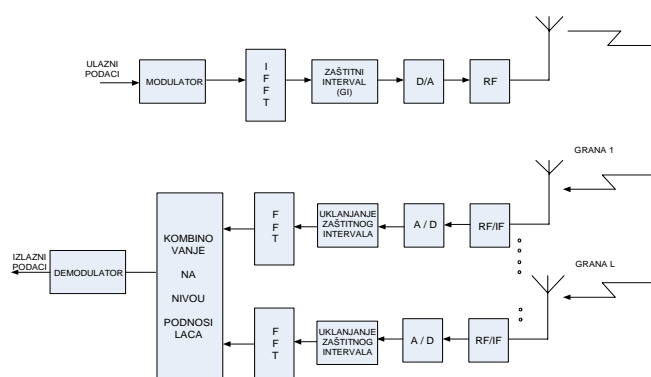 ULAZNI
PODACI
MODULATOR
I
F
F
T
ZAŠTITNI
INTERVAL
(GI)
D/A
RF
GRANA 1
IZLAZNI
PODACI
DEMODULATOR
KOMBINO
VANJE
NA
NIVOU
PODNOSI
LACA
F
F
T
UKLANJANJE
ZAŠTITNOG
INTERVALA
A / D
RF/IF
GRANA L
F
F
T
UKLANJANJE
ZAŠTITNOG
INTERVALA
A / D
RF/IF